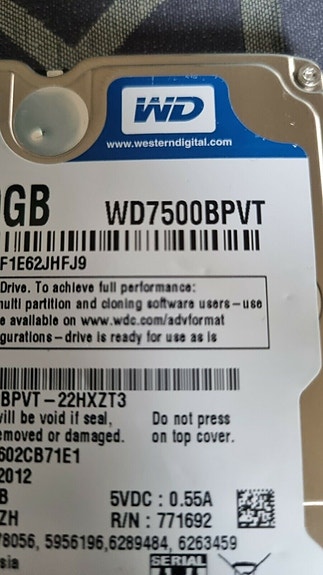 WD
www.westerndigital.com
0GB WD7500BPVT
F1E62JHFJ9
Drive. To achieve full performance:
multi partition and cloning software users - use
e available on www.wdc.com/advformat
gurations - drive is ready for use as is
BPVT - 22HXZT3
will be void if seal, Do not press
emoved or damaged. on top cover.
602CB71E1
2012
B 5VDC : 0.55A
ZH R/N : 771692
78056, 5956196,6289484, 6263459
sia SERIAL